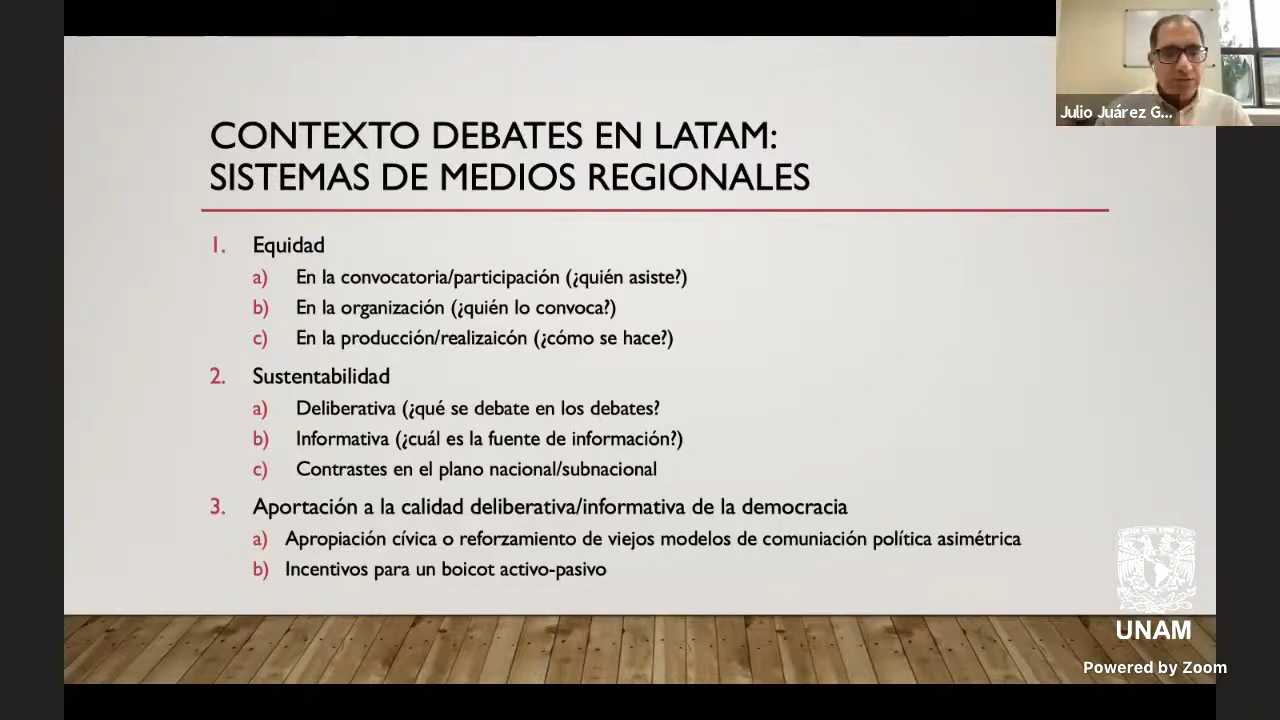 Julio Juárez G...
CONTEXTO DEBATES EN LATAM:
SISTEMAS DE MEDIOS REGIONALES
1. Equidad
a) En la convocatoria/participación (¿quién asiste?)
b) En la organización (¿quién lo convoca?)
c) En la producción/realizaicón (¿cómo se hace?)
2. Sustentabilidad
a) Deliberativa (¿qué se debate en los debates?
b) Informativa (¿cuál es la fuente de información?)
c) Contrastes en el plano nacional/subnacional
3. Aportación a la calidad deliberativa/informativa de la democracia
a) Apropiación cívica o reforzamiento de viejos modelos de comuniación política asimétrica
b) Incentivos para un boicot activo-pasivo
UNAM
Powered by Zoom